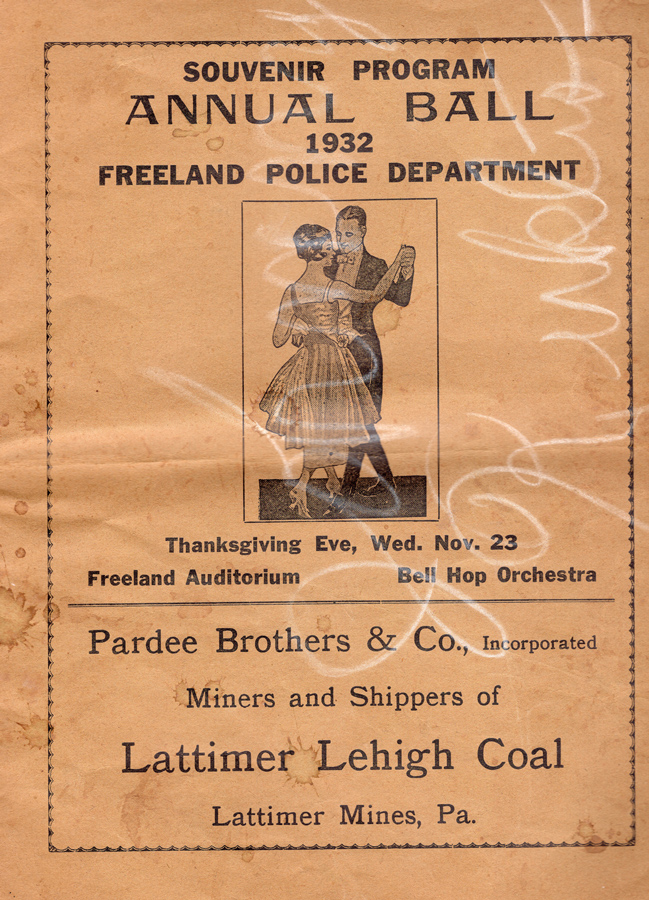 SOUVENIR PROGRAM
ANNUAL BALL
1932
FREELAND POLICE DEPARTMENT
Thanksgiving Eve, Wed. Nov. 23
Freeland Auditorium Bell Hop Orchestra
Pardee Brothers & Co., Incorporated
Miners and Shippers of
Lattimer Lehigh Coal
Lattimer Mines, Pa.